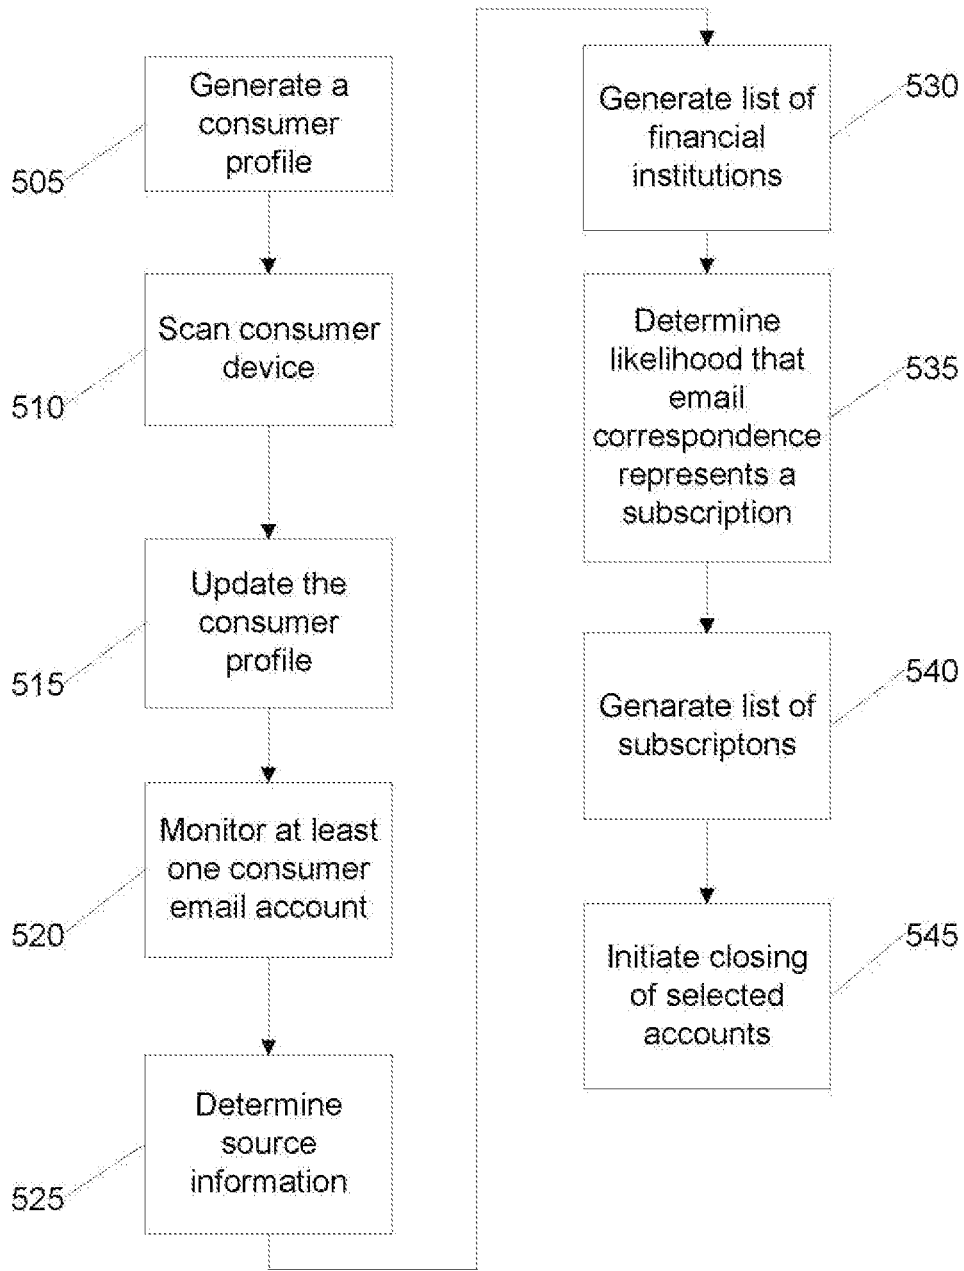 505
Generate a
consumer
profile
510
Scan consumer
device
515
Update the
consumer
profile
520
Monitor at least
one consumer
email account
525
Determine
source
information
530
Generate list of
financial
institutions
535
Determine
likelihood that
email
correspondence
represents a
subscription
540
Genarate list of
subscriptons
545
Initiate closing
of selected
accounts